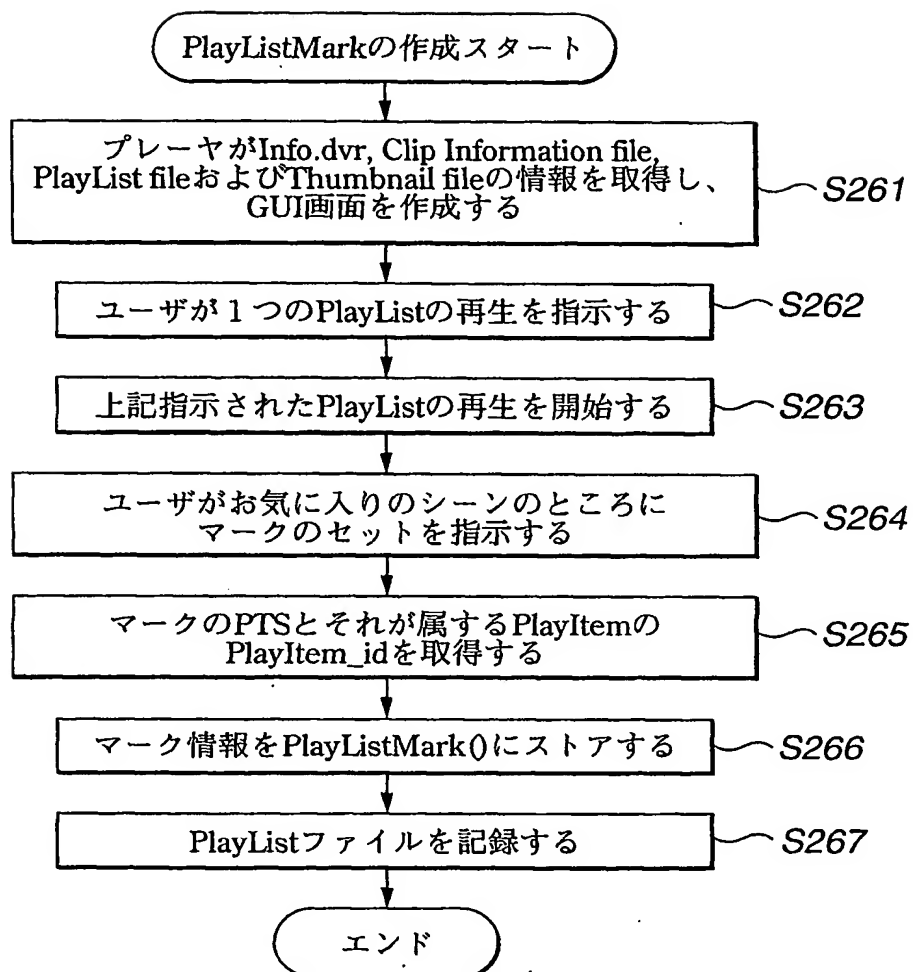 PlayListMarkの作成スタート
プレーヤがInfo.dvr, Clip Information file,
PlayList fileおよびThumbnail fileの情報を取得し、
GUI画面を作成する
S261
ユーザが１つのPlayListの再生を指示する
S262
上記指示されたPlayListの再生を開始する
S263
ユーザがお気に入りのシーンのところに
マークのセットを指示する
S264
マークのPTSとそれが属するPlayItemの
PlayItem_idを取得する
S265
マーク情報をPlayListMark()にストアする
S266
PlayListファイルを記録する
S267
エンド